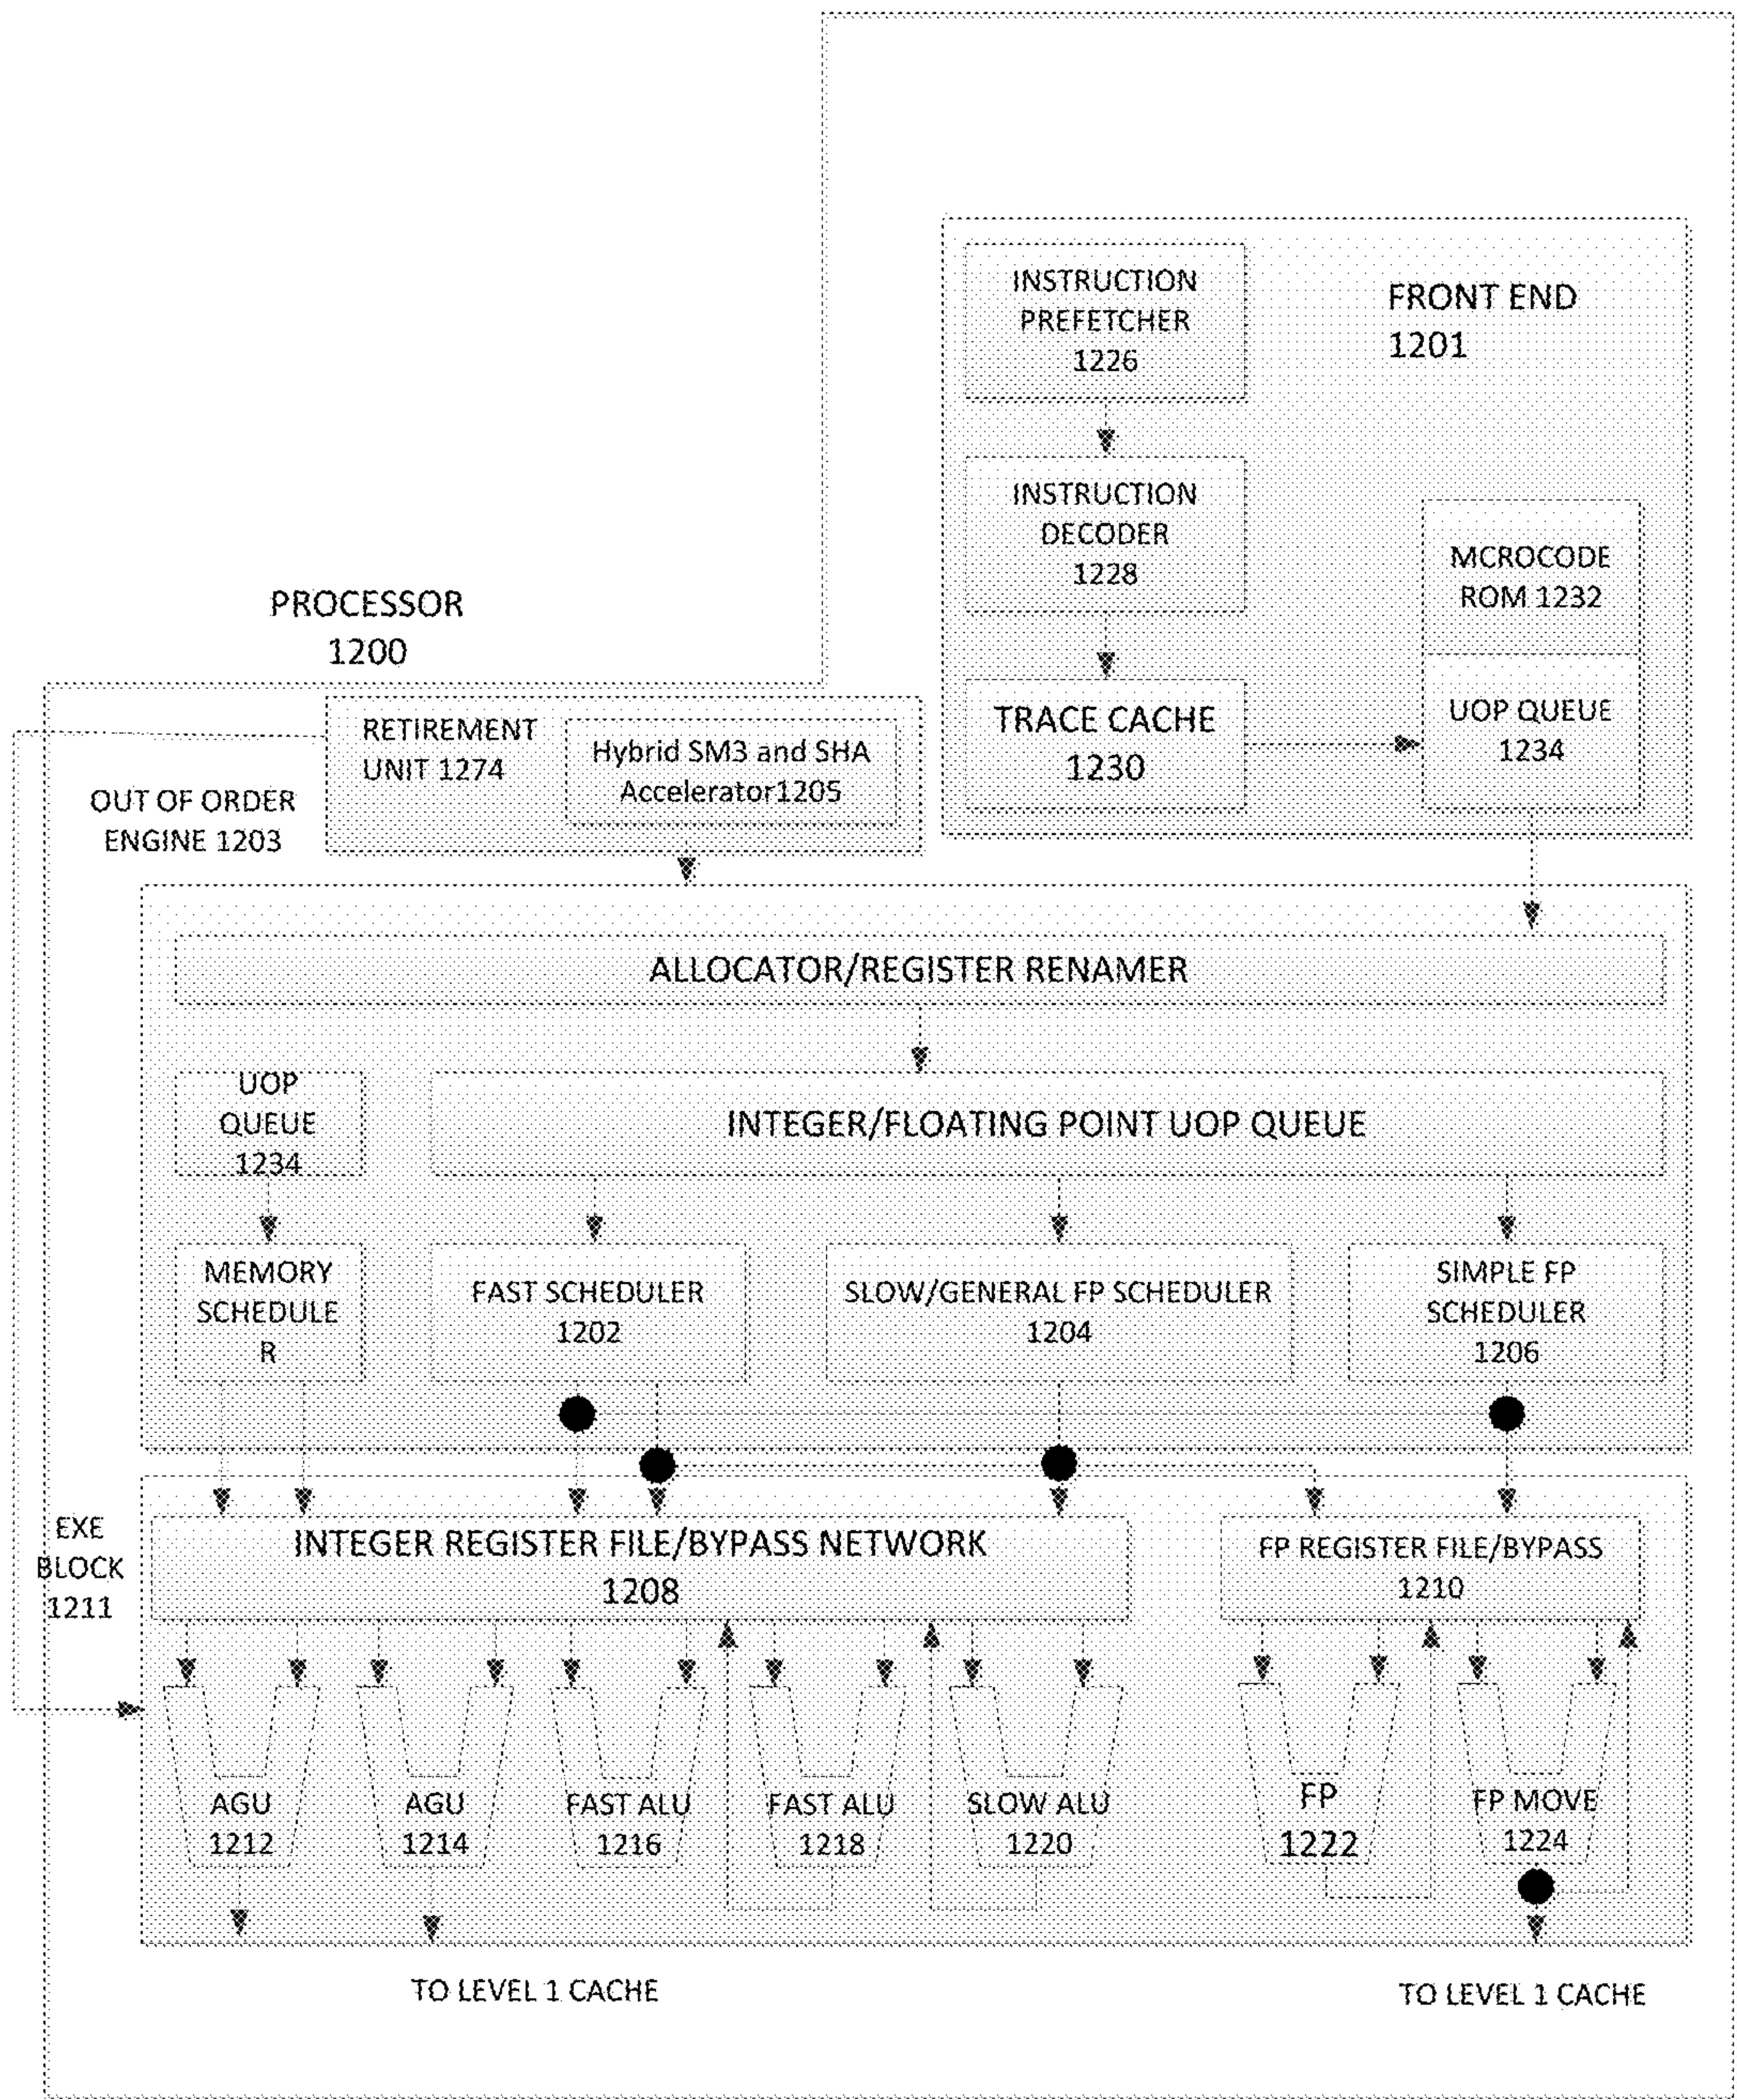 INSTRUCTION
PREFETCHER
1226
FRONT END
1201
INSTRUCTION
DECODER
1228
MCROCODE
ROM 1232
TRACE CACHE
1230
UOP QUEUE
1234
PROCESSOR
1200
RETIREMENT
UNIT 1274
Hybrid SM3 and SHA
Accelerator1205
OUT OF ORDER
ENGINE 1203
ALLOCATOR/REGISTER RENAMER
UOP
QUEUE
1234
INTEGER/FLOATING POINT UOP QUEUE
MEMORY
SCHEDULE
R
FAST SCHEDULER
1202
SLOW/GENERAL FP SCHEDULER
1204
SIMPLE FP
SCHEDULER
1206
EXE
BLOCK
1211
INTEGER REGISTER FILE/BYPASS NETWORK
1208
FP REGISTER FILE/BYPASS
1210
AGU
1212
AGU
1214
FAST ALU
1216
FAST ALU
1218
SLOW ALU
1220
FP
1222
FP MOVE
1224
TO LEVEL 1 CACHE
TO LEVEL 1 CACHE